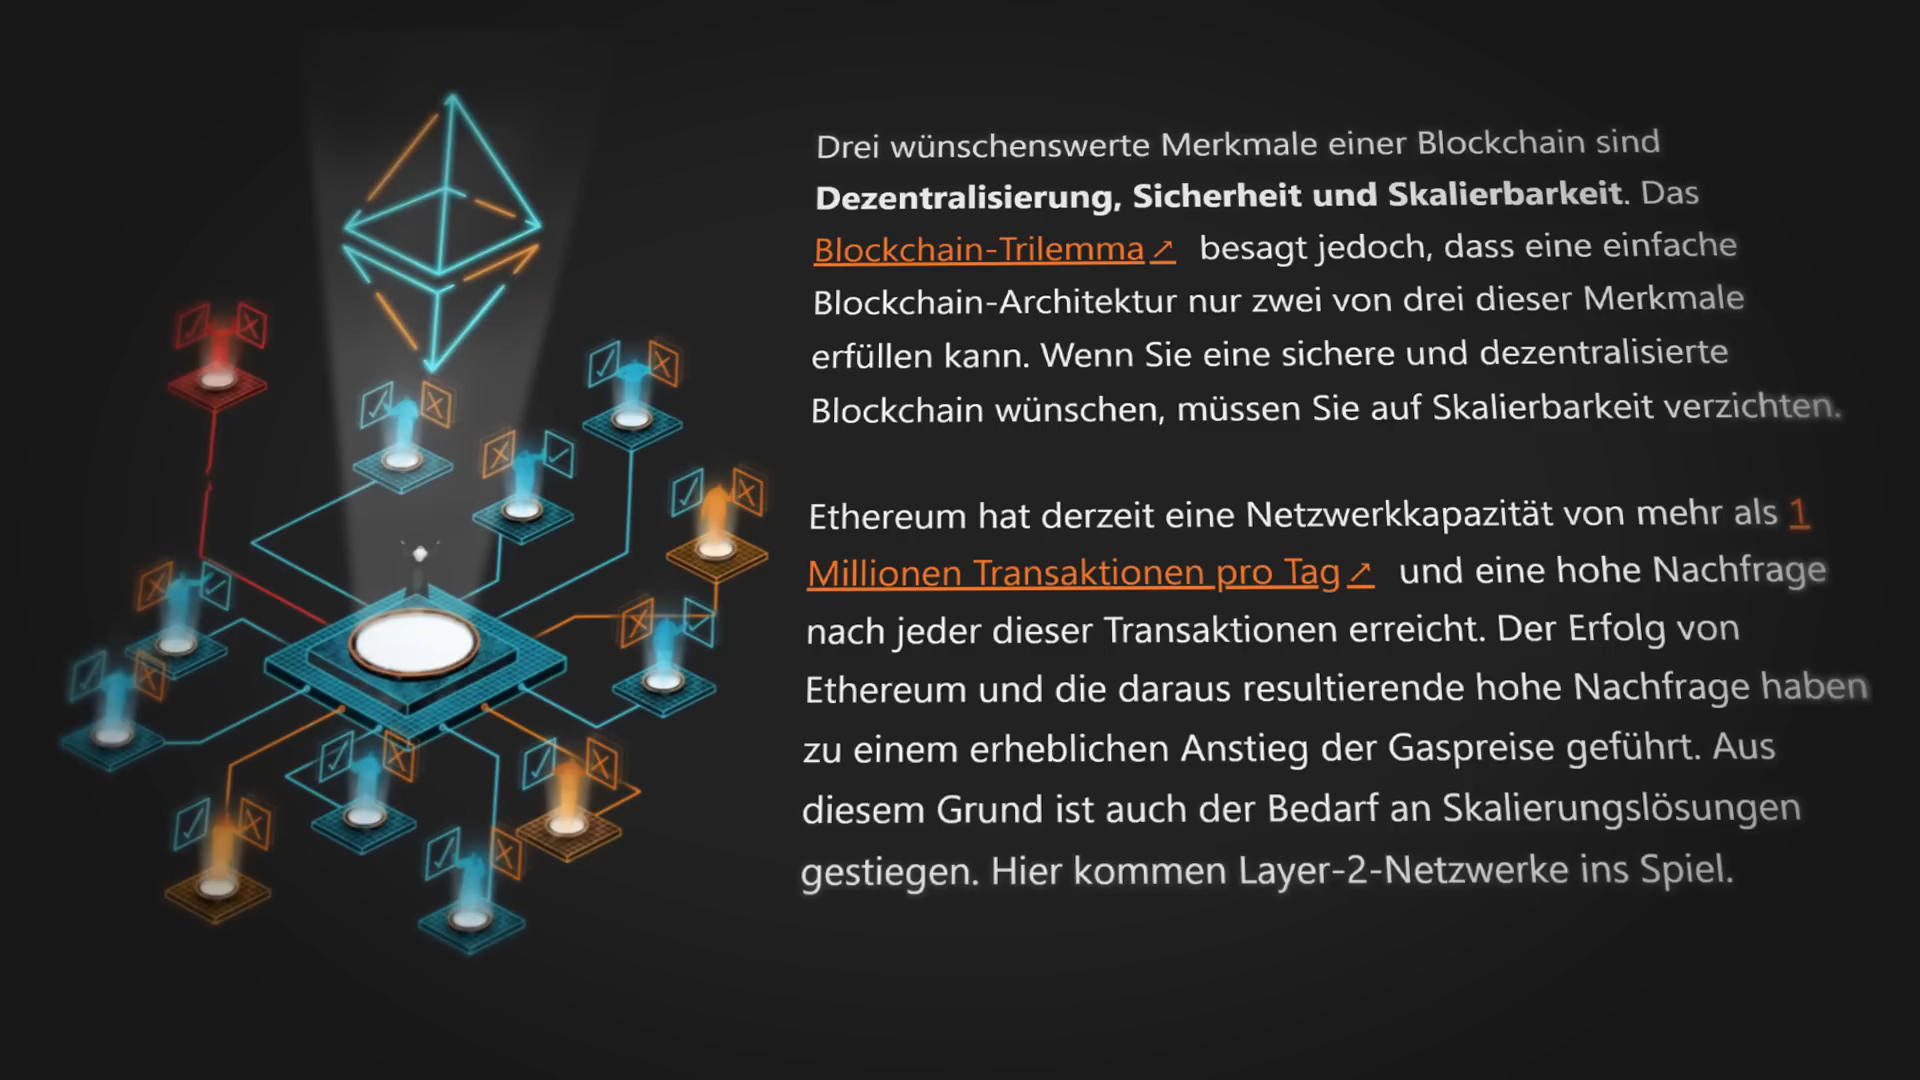 Drei wünschenswerte Merkmale einer Blockchain sind
Dezentralisierung, Sicherheit und Skalierbarkeit. Das
Blockchain-Trilemma↗ besagt jedoch, dass eine einfache
Blockchain-Architektur nur zwei von drei dieser Merkmale
erfüllen kann. Wenn Sie eine sichere und dezentralisierte
Blockchain wünschen, müssen Sie auf Skalierbarkeit verzichten.
Ethereum hat derzeit eine Netzwerkkapazität von mehr als 1
Millionen Transaktionen pro Tag↗ und eine hohe Nachfrage
nach jeder dieser Transaktionen erreicht. Der Erfolg von
Ethereum und die daraus resultierende hohe Nachfrage haben
zu einem erheblichen Anstieg der Gaspreise geführt. Aus
diesem Grund ist auch der Bedarf an Skalierungslösungen
gestiegen. Hier kommen Layer-2-Netzwerke ins Spiel.